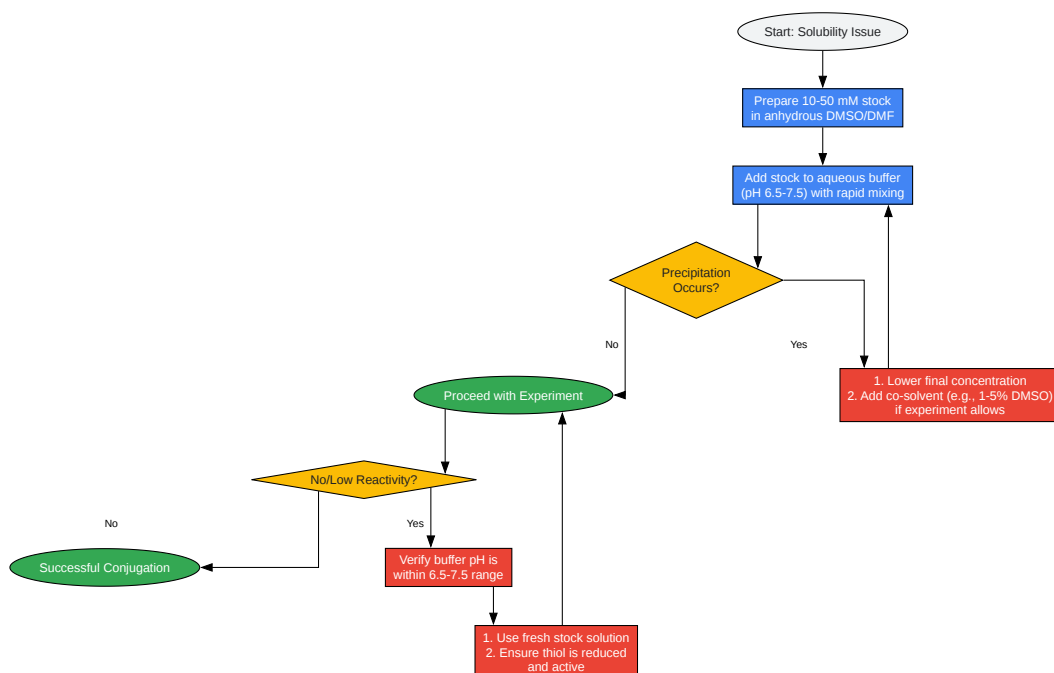 Start: Solubility Issue
Prepare 10-50 mM stock
in anhydrous DMSO/DMF
Add stock to aqueous buffer
(pH 6.5-7.5) with rapid mixing
Precipitation
Occurs?
No
Yes
1. Lower final concentration
2. Add co-solvent (e.g., 1-5% DMSO)
if experiment allows
Proceed with Experiment
No/Low Reactivity?
No
Yes
Successful Conjugation
Verify buffer pH is
within 6.5-7.5 range
1. Use fresh stock solution
2. Ensure thiol is reduced
and active